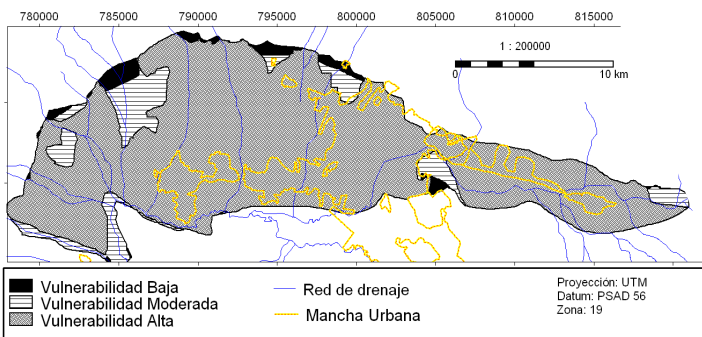 780000 785000 790000 795000 800000 805000 810000 815000
1 : 200000
0 10 km
Vulnerabilidad Baja
Vulnerabilidad Moderada
Vulnerabilidad Alta
Red de drenaje
Mancha Urbana
Proyección: UTM
Datum: PSAD 56
Zona: 19